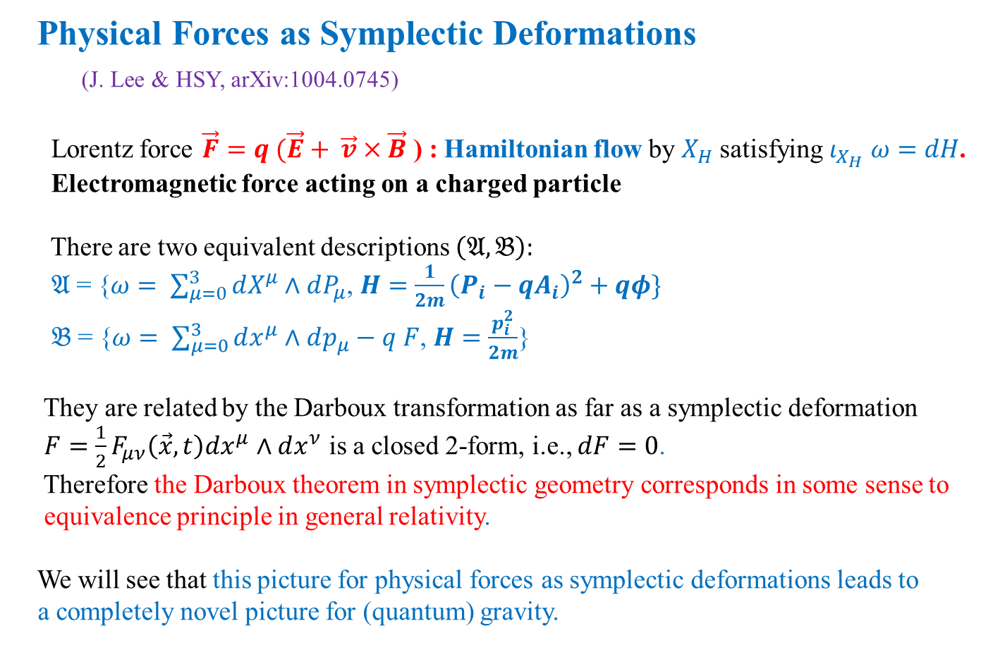 Physical Forces as Symplectic Deformations
(J. Lee & HSY, arXiv:1004.0745)
Lorentz force $\vec{F} = q (\vec{E} + \vec{v} \times \vec{B})$ : Hamiltonian flow by $X_H$ satisfying $\iota_{X_H} \omega = dH$.
Electromagnetic force acting on a charged particle
There are two equivalent descriptions $(\mathfrak{A}, \mathfrak{B})$:
$\mathfrak{A} = \{\omega = \sum_{\mu=0}^{3} dX^\mu \wedge dP_\mu, H = \frac{1}{2m} (P_i - qA_i)^2 + q\phi\}$
$\mathfrak{B} = \{\omega = \sum_{\mu=0}^{3} dx^\mu \wedge dp_\mu - q F, H = \frac{p_i^2}{2m}\}$
They are related by the Darboux transformation as far as a symplectic deformation
$F = \frac{1}{2} F_{\mu\nu}(\vec{x}, t) dx^\mu \wedge dx^\nu$ is a closed 2-form, i.e., $dF = 0$.
Therefore the Darboux theorem in symplectic geometry corresponds in some sense to
equivalence principle in general relativity.
We will see that this picture for physical forces as symplectic deformations leads to
a completely novel picture for (quantum) gravity.